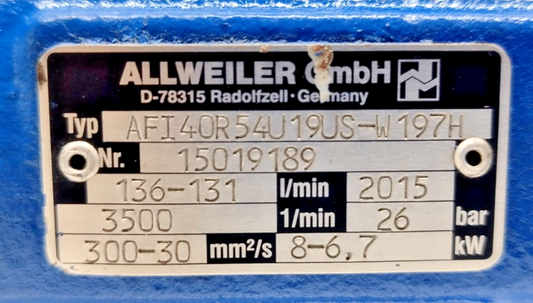 ALLWEILER GmbH
D-78315 Radolfzell · Germany
Typ AFI40R54U19US-W197H
Nr. 15019189
136-131 l/min 2015
3500 1/min 26 bar
300-30 mm²/s 8-6,7 kW